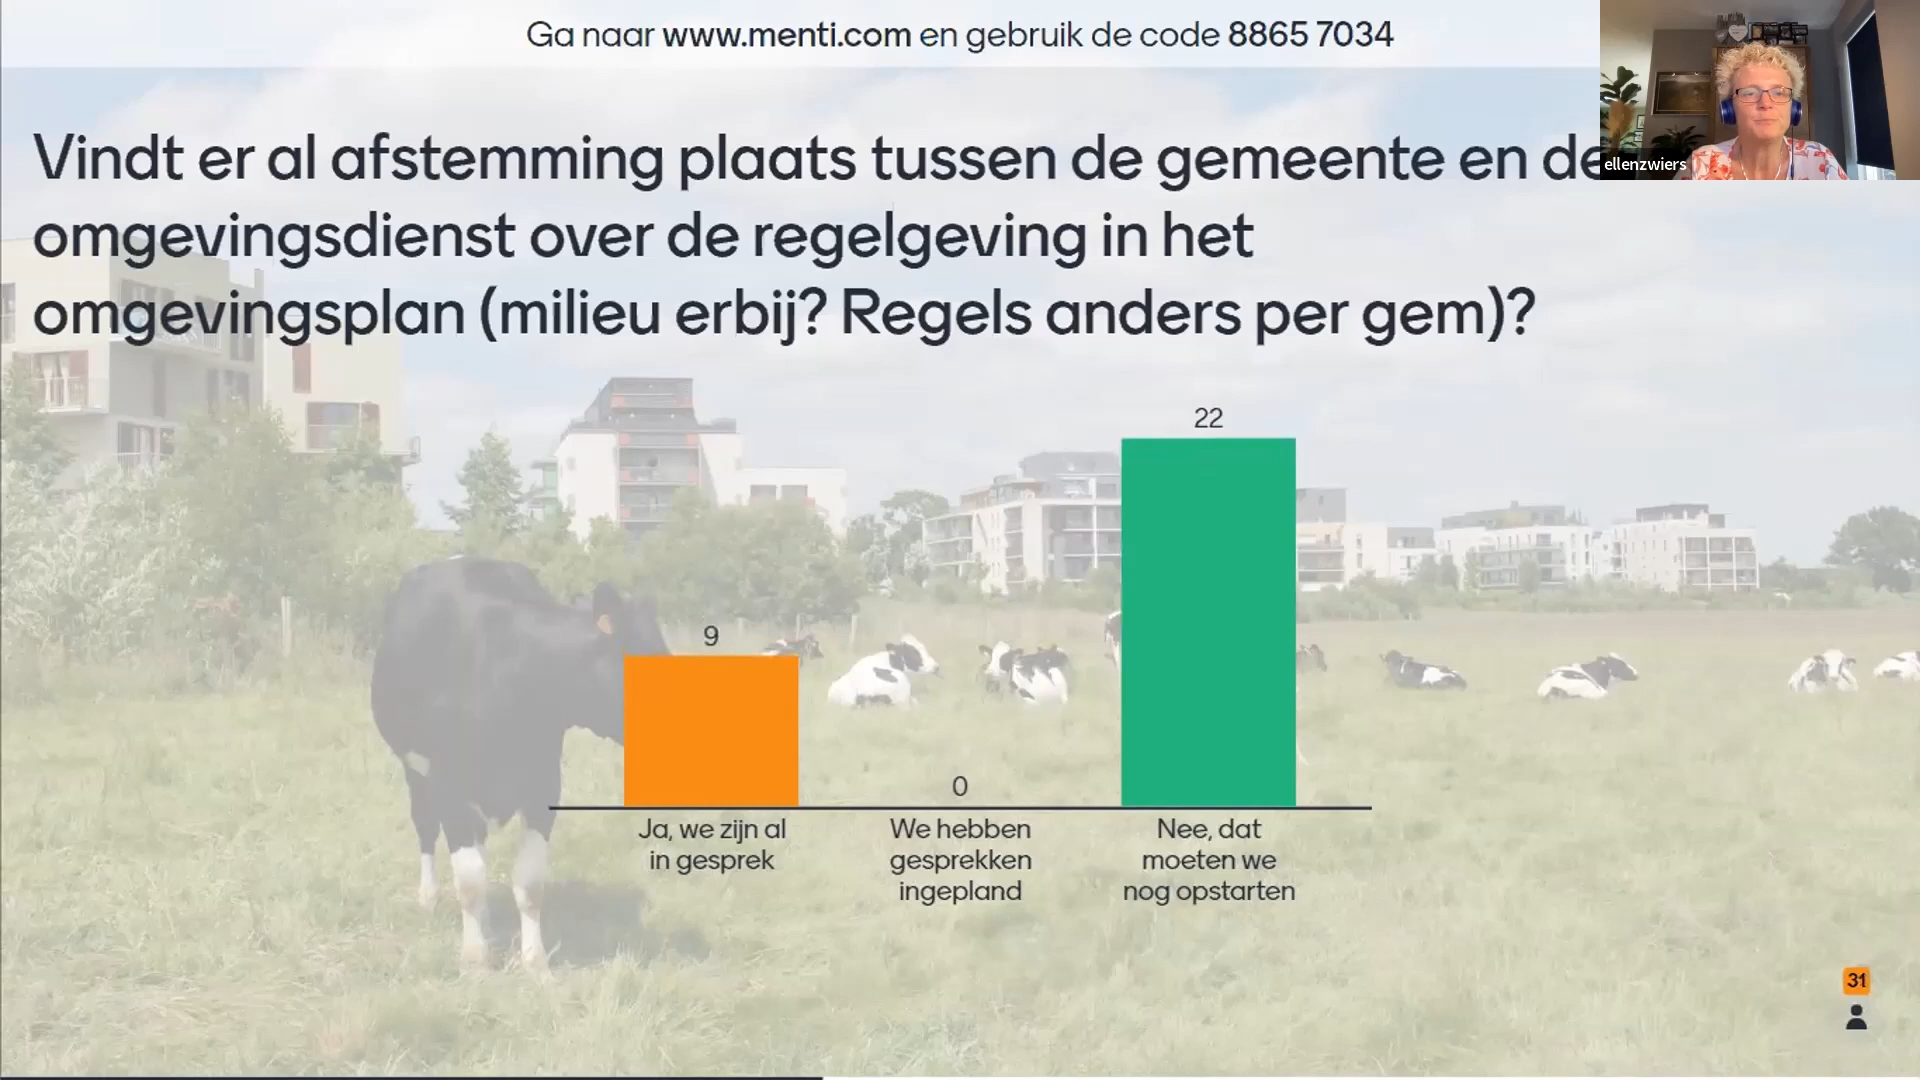 Ga naar www.menti.com en gebruik de code 8865 7034
ellenzwiers
Vindt er al afstemming plaats tussen de gemeente en de
omgevingsdienst over de regelgeving in het
omgevingsplan (milieu erbij? Regels anders per gem)?
9
0
22
Ja, we zijn al
in gesprek
We hebben
gesprekken
ingepland
Nee, dat
moeten we
nog opstarten
31